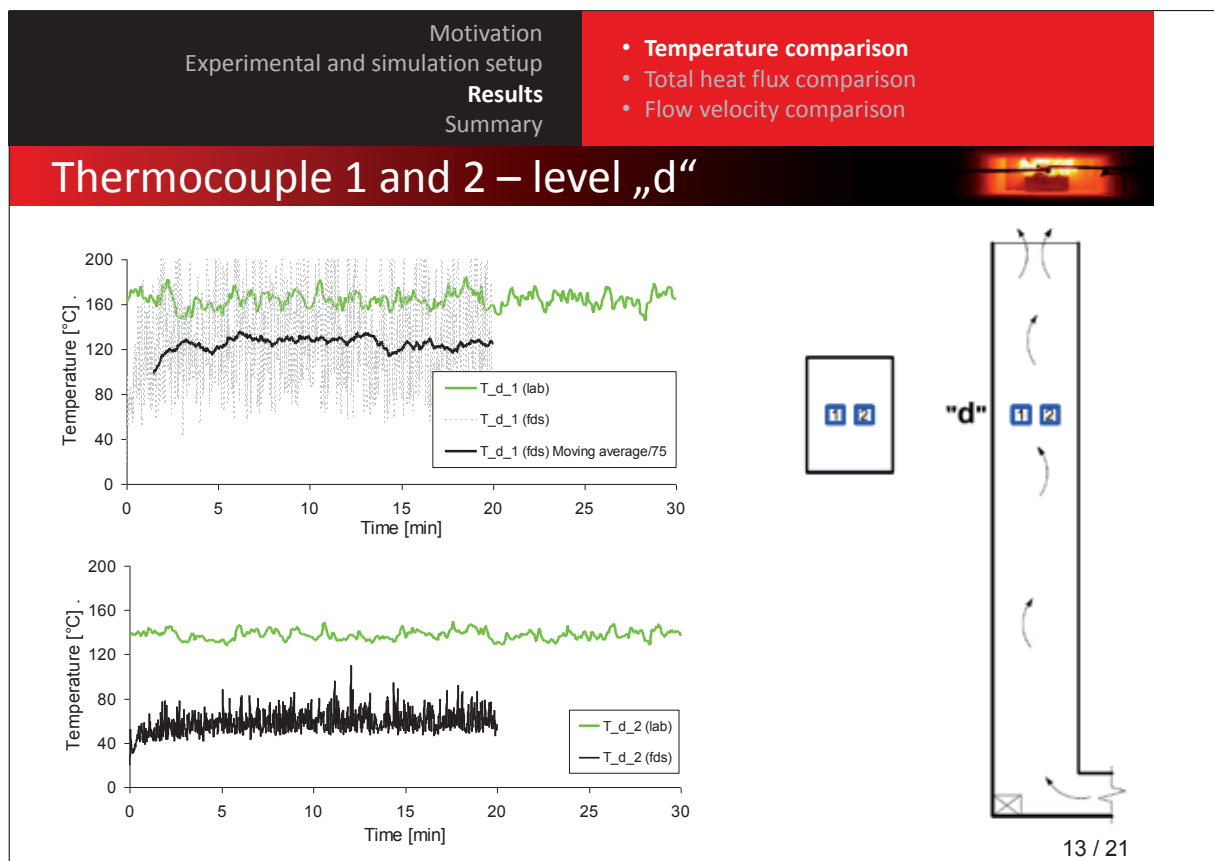 Motivation
Experimental and simulation setup
Results
Summary
• Temperature comparison
• Total heat flux comparison
• Flow velocity comparison
Thermocouple 1 and 2 – level „d“
Temperature [°C] .
200
160
120
80
40
0
0 5 10 15 20 25 30
Time [min]
T_d_1 (lab)
T_d_1 (fds)
T_d_1 (fds) Moving average/75
Temperature [°C] .
200
160
120
80
40
0
0 5 10 15 20 25 30
Time [min]
T_d_2 (lab)
T_d_2 (fds)
1 2
"d" 1 2
13 / 21